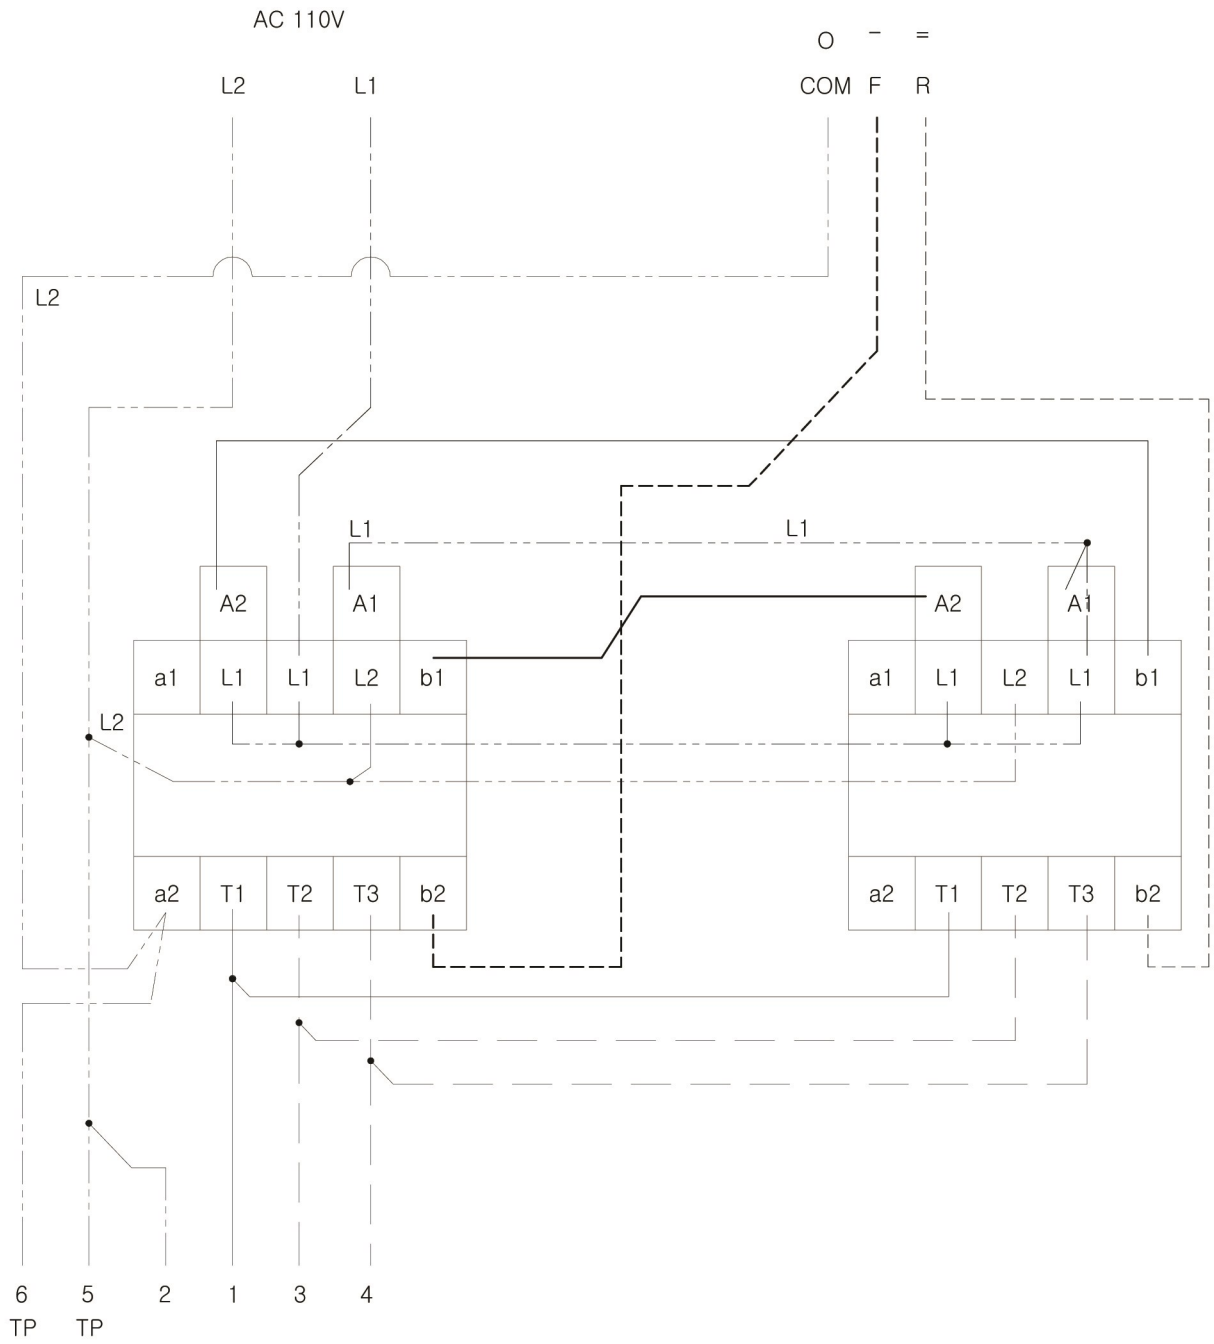 AC 110V
O – =
L2 L1 COM F R
L2
L1 L1
A2 A1 A2 A1
a1 L1 L1 L2 b1 a1 L1 L2 L1 b1
L2
a2 T1 T2 T3 b2 a2 T1 T2 T3 b2
6 5 2 1 3 4
TP TP